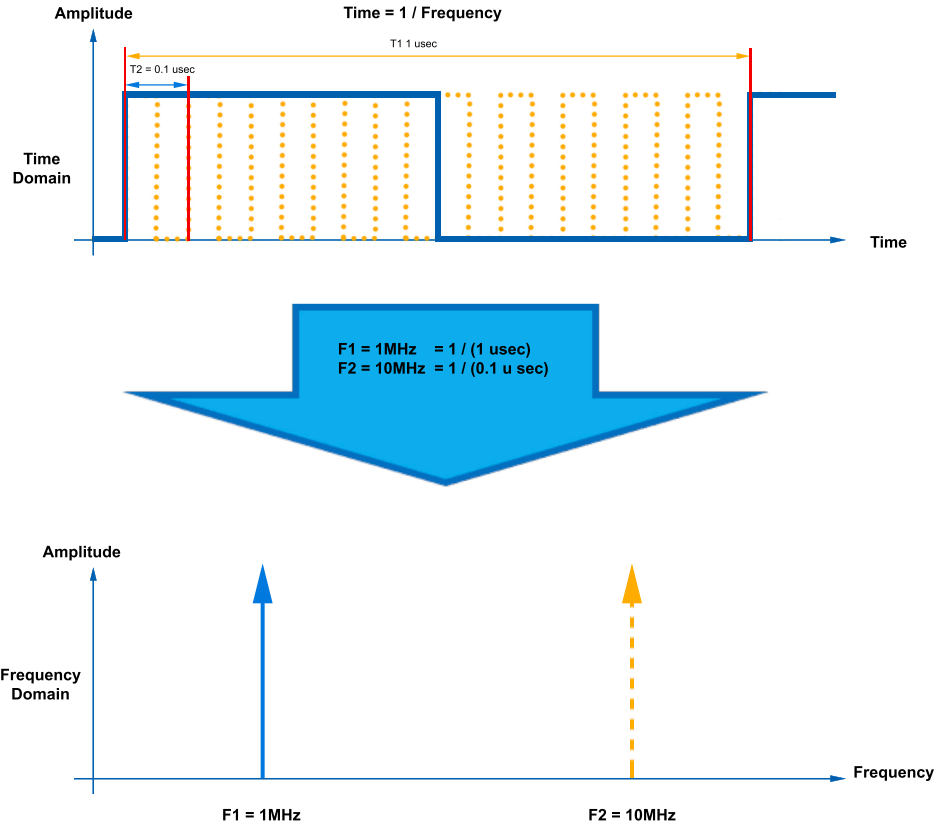 Amplitude
Time = 1 / Frequency
T1 1 usec
T2 = 0.1 usec
Time
Domain
Time
F1 = 1MHz = 1 / (1 usec)
F2 = 10MHz = 1 / (0.1 u sec)
Amplitude
Frequency
Domain
Frequency
F1 = 1MHz
F2 = 10MHz